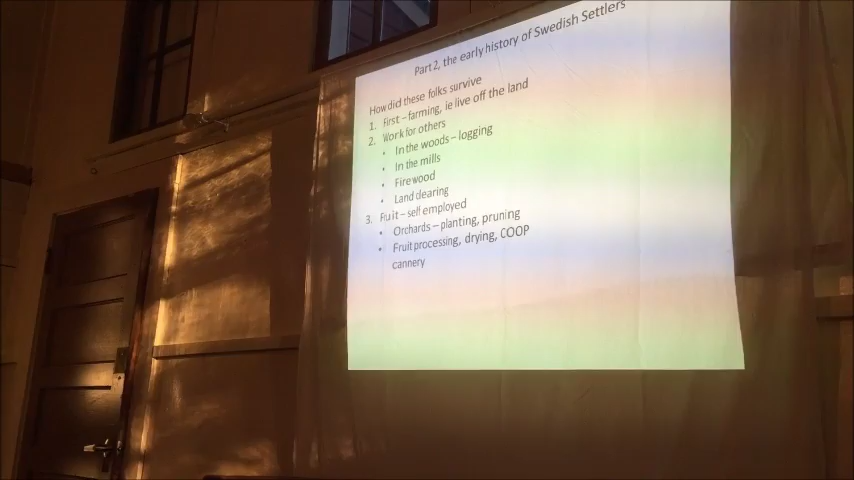 Part 2, the early history of Swedish Settlers
How did these folks survive
1. First – farming, ie live off the land
2. Work for others
• In the woods – logging
• In the mills
• Firewood
• Land clearing
3. Fruit – self employed
• Orchards – planting, pruning
• Fruit processing, drying, COOP
cannery